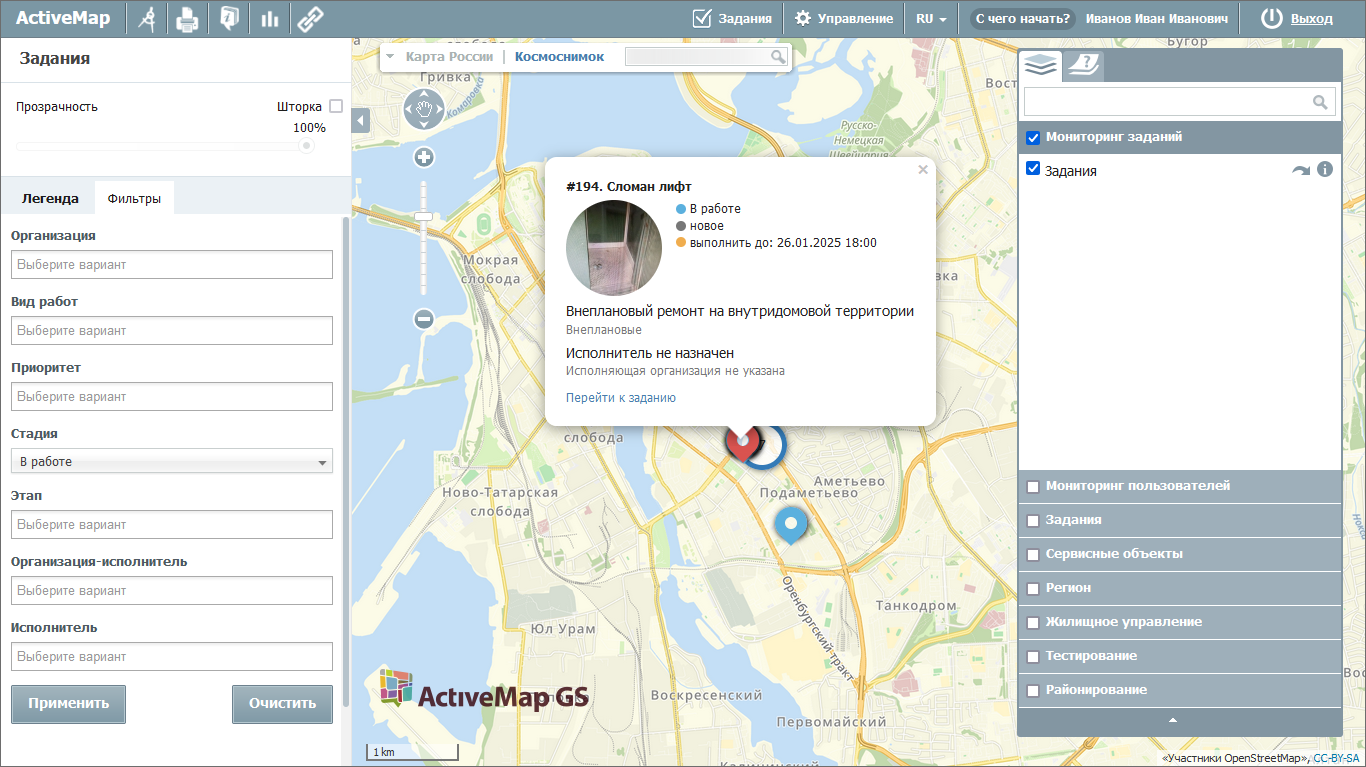 ActiveMap
Задания
Управление
RU
С чего начать?
Иванов Иван Иванович
Выход
Задания
Прозрачность
Шторка
100%
Легенда
Фильтры
Организация
Выберите вариант
Вид работ
Выберите вариант
Приоритет
Выберите вариант
Стадия
В работе
Этап
Выберите вариант
Организация-исполнитель
Выберите вариант
Исполнитель
Выберите вариант
Применить
Очистить
Карта России
Космоснимок
Гривка
Комаровка
Бугор
Русско-
Немецкая
Швейцария
Мокрая
слобода
#194. Сломан лифт
В работе
новое
выполнить до: 26.01.2025 18:00
Внеплановый ремонт на внутридомовой территории
Внеплановые
Исполнитель не назначен
Исполняющая организация не указана
Перейти к заданию
слобода
Ново-Татарская
слобода
Аметьево
Подаметьево
Оренбургский тракт
Танкодром
Юл Урам
Воскресенский
Первомайский
ActiveMap GS
1 km
Мониторинг заданий
Задания
Мониторинг пользователей
Задания
Сервисные объекты
Регион
Жилищное управление
Тестирование
Районирование
«Участники OpenStreetMap», CC-BY-SA